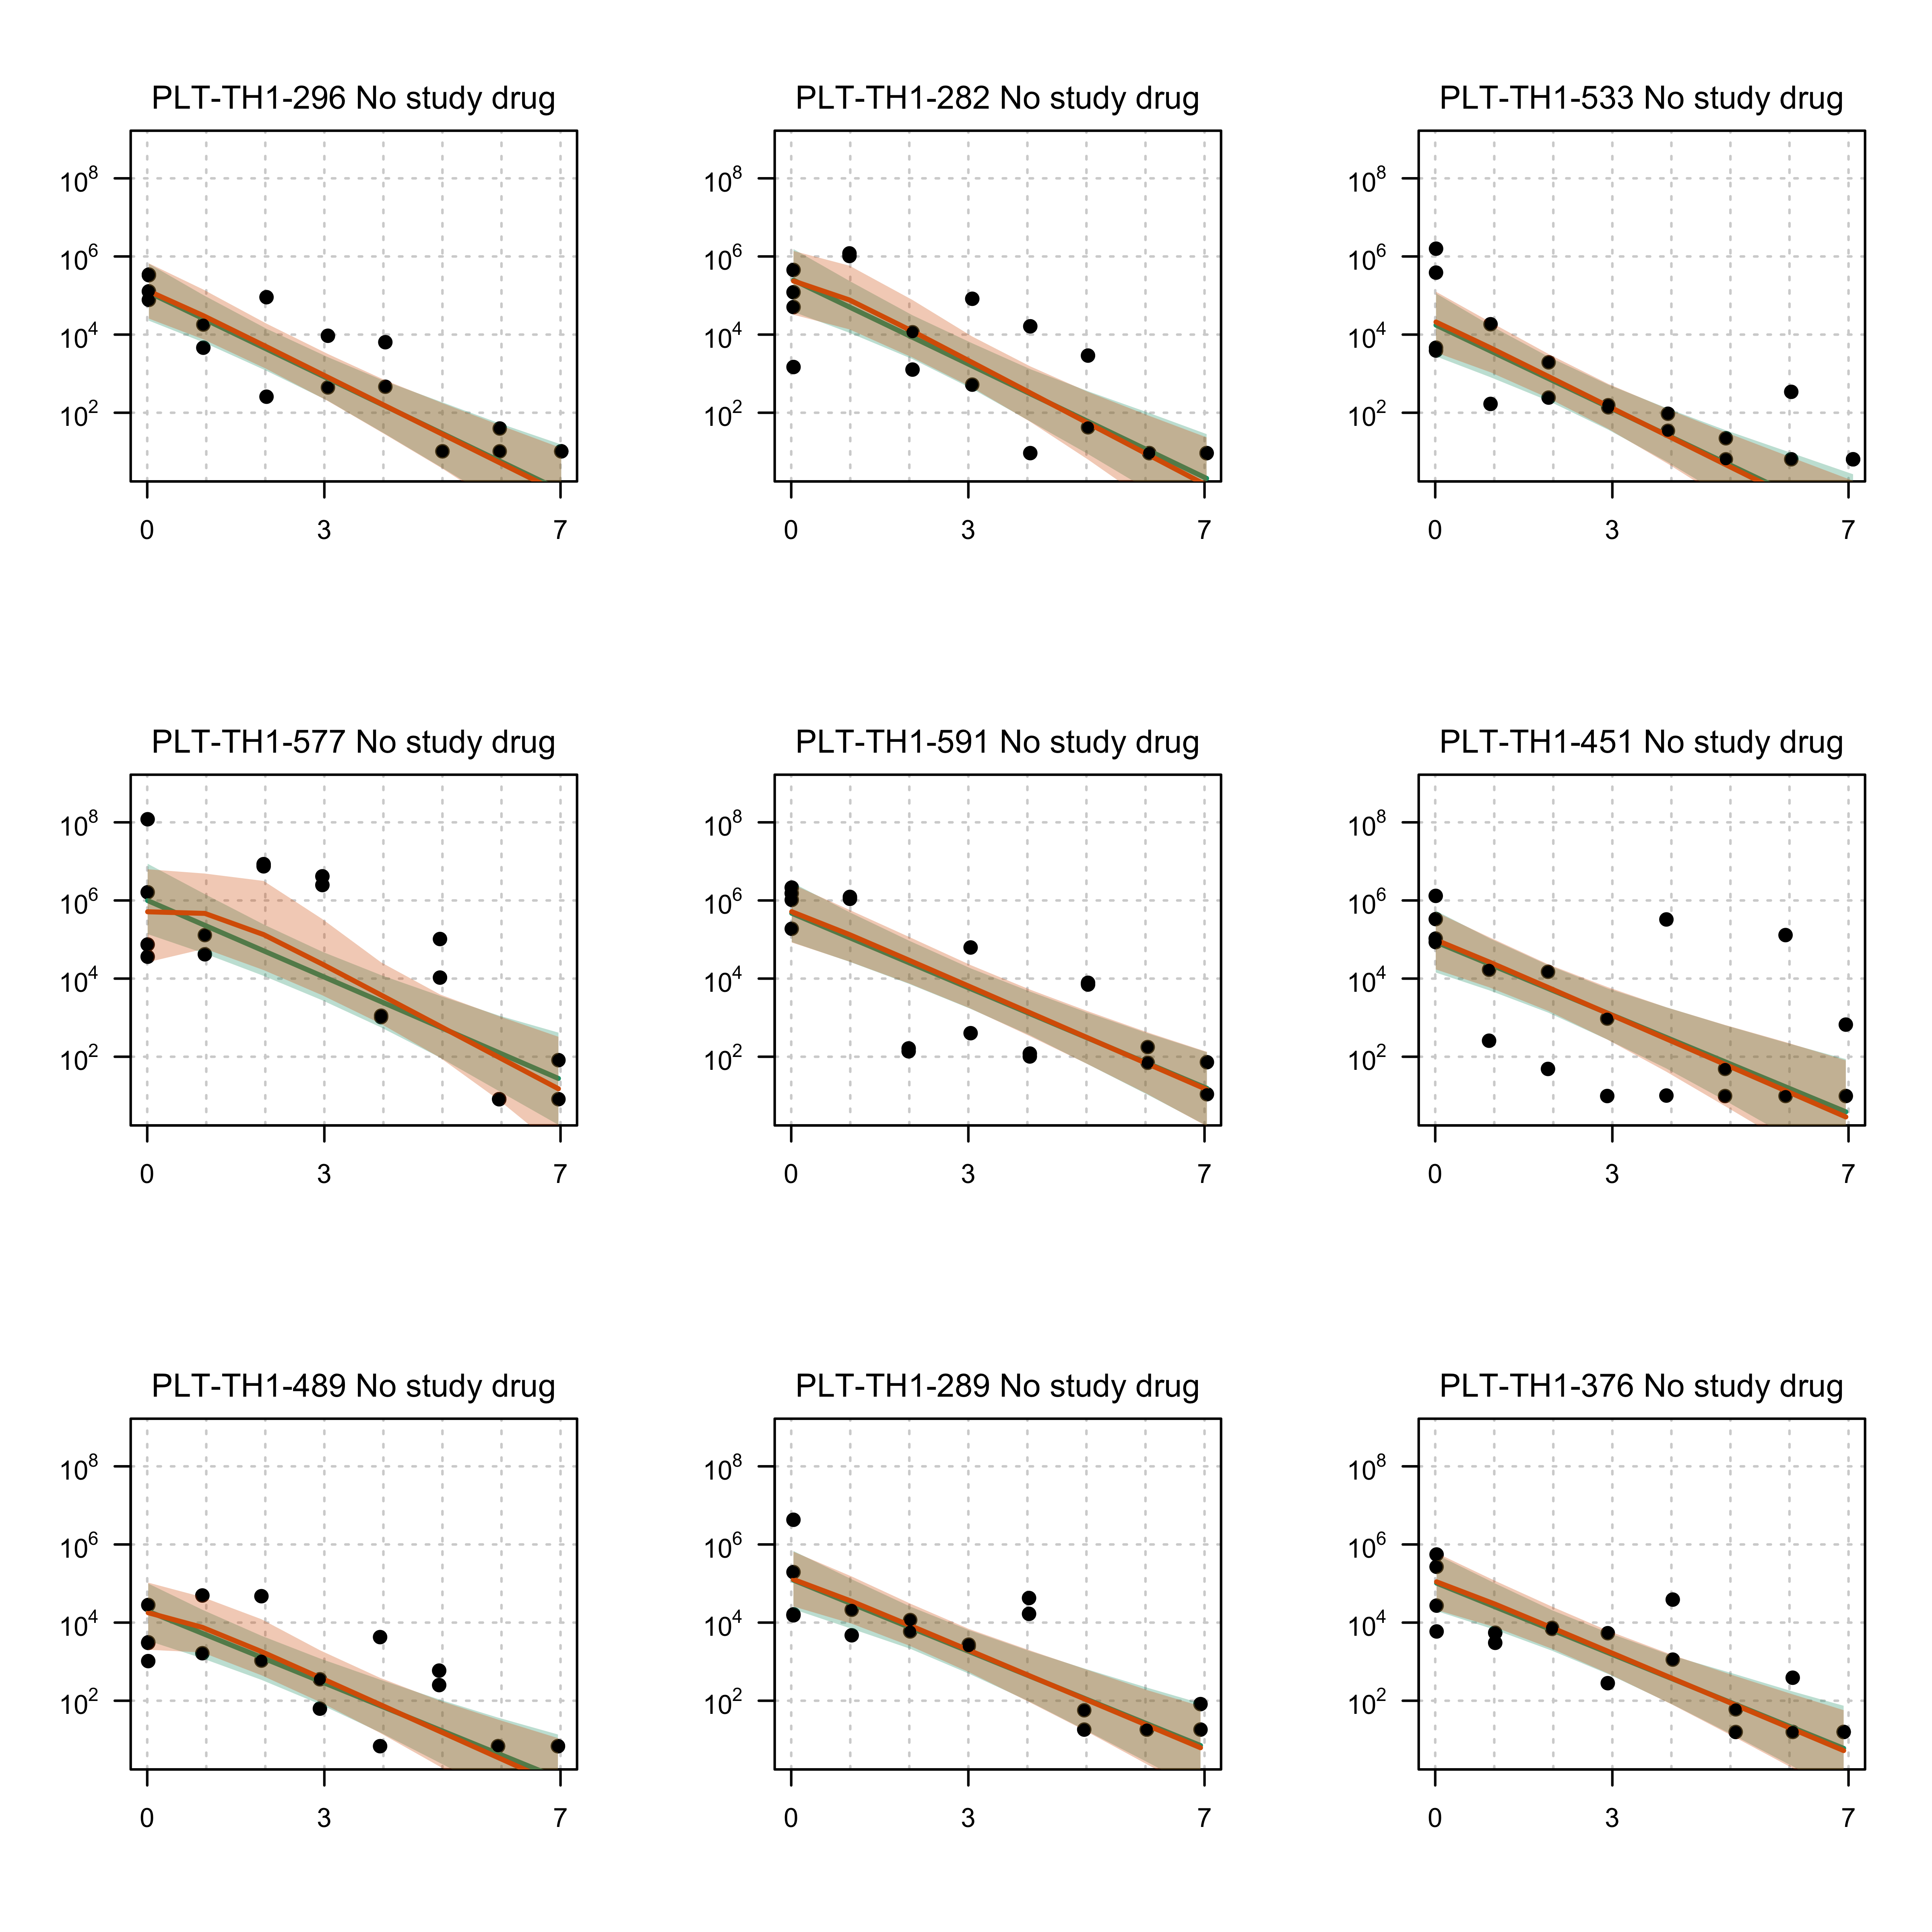 PLT-TH1-296 No study drug
PLT-TH1-282 No study drug
PLT-TH1-533 No study drug
10^8
10^6
10^4
10^2
0 3 7
10^8
10^6
10^4
10^2
0 3 7
10^8
10^6
10^4
10^2
0 3 7
PLT-TH1-577 No study drug
PLT-TH1-591 No study drug
PLT-TH1-451 No study drug
10^8
10^6
10^4
10^2
0 3 7
10^8
10^6
10^4
10^2
0 3 7
10^8
10^6
10^4
10^2
0 3 7
PLT-TH1-489 No study drug
PLT-TH1-289 No study drug
PLT-TH1-376 No study drug
10^8
10^6
10^4
10^2
0 3 7
10^8
10^6
10^4
10^2
0 3 7
10^8
10^6
10^4
10^2
0 3 7